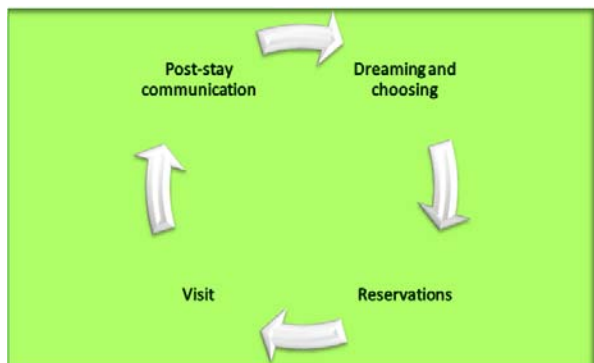 Post-stay
communication
Dreaming and
choosing
Visit
Reservations